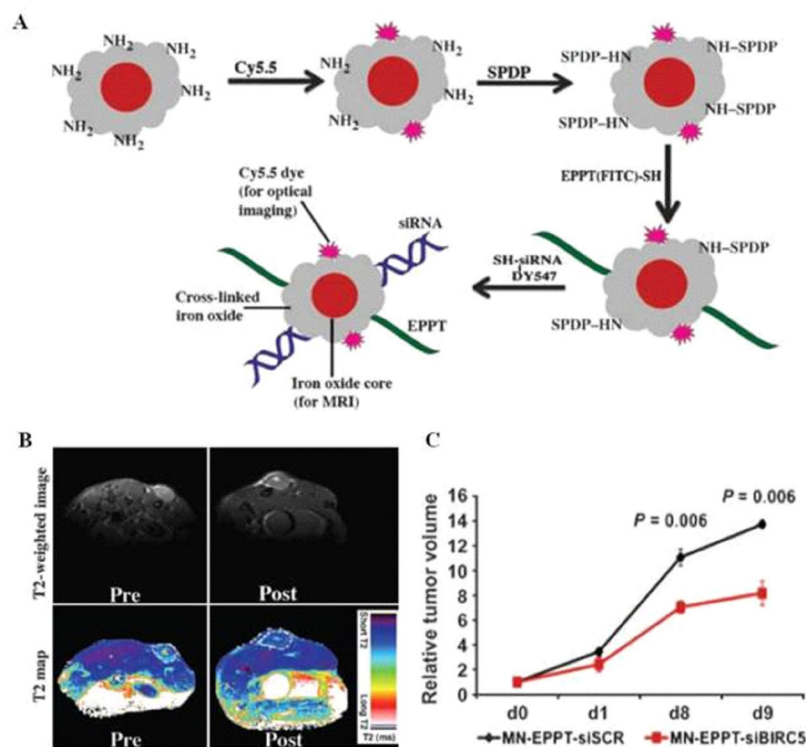 A
NH2
NH2
NH2
NH2
NH2
NH2
NH2
Cy5.5
NH2
NH2
NH2
NH2
SPDP
SPDP–HN
NH–SPDP
SPDP–HN
NH–SPDP
EPPT(FITC)-SH
NH–SPDP
SPDP–HN
SH-siRNA
DY547
Cy5.5 dye
(for optical
imaging)
siRNA
Cross-linked
iron oxide
EPPT
Iron oxide core
(for MRI)
B
T2-weighted image
Pre
Post
T2 map
Pre
Post
Short T2
Long T2
T2 (ms)
C
Relative tumor volume
16
14
12
10
8
6
4
2
0
P = 0.006
P = 0.006
d0
d1
d8
d9
MN-EPPT-siSCR
MN-EPPT-siBIRC5